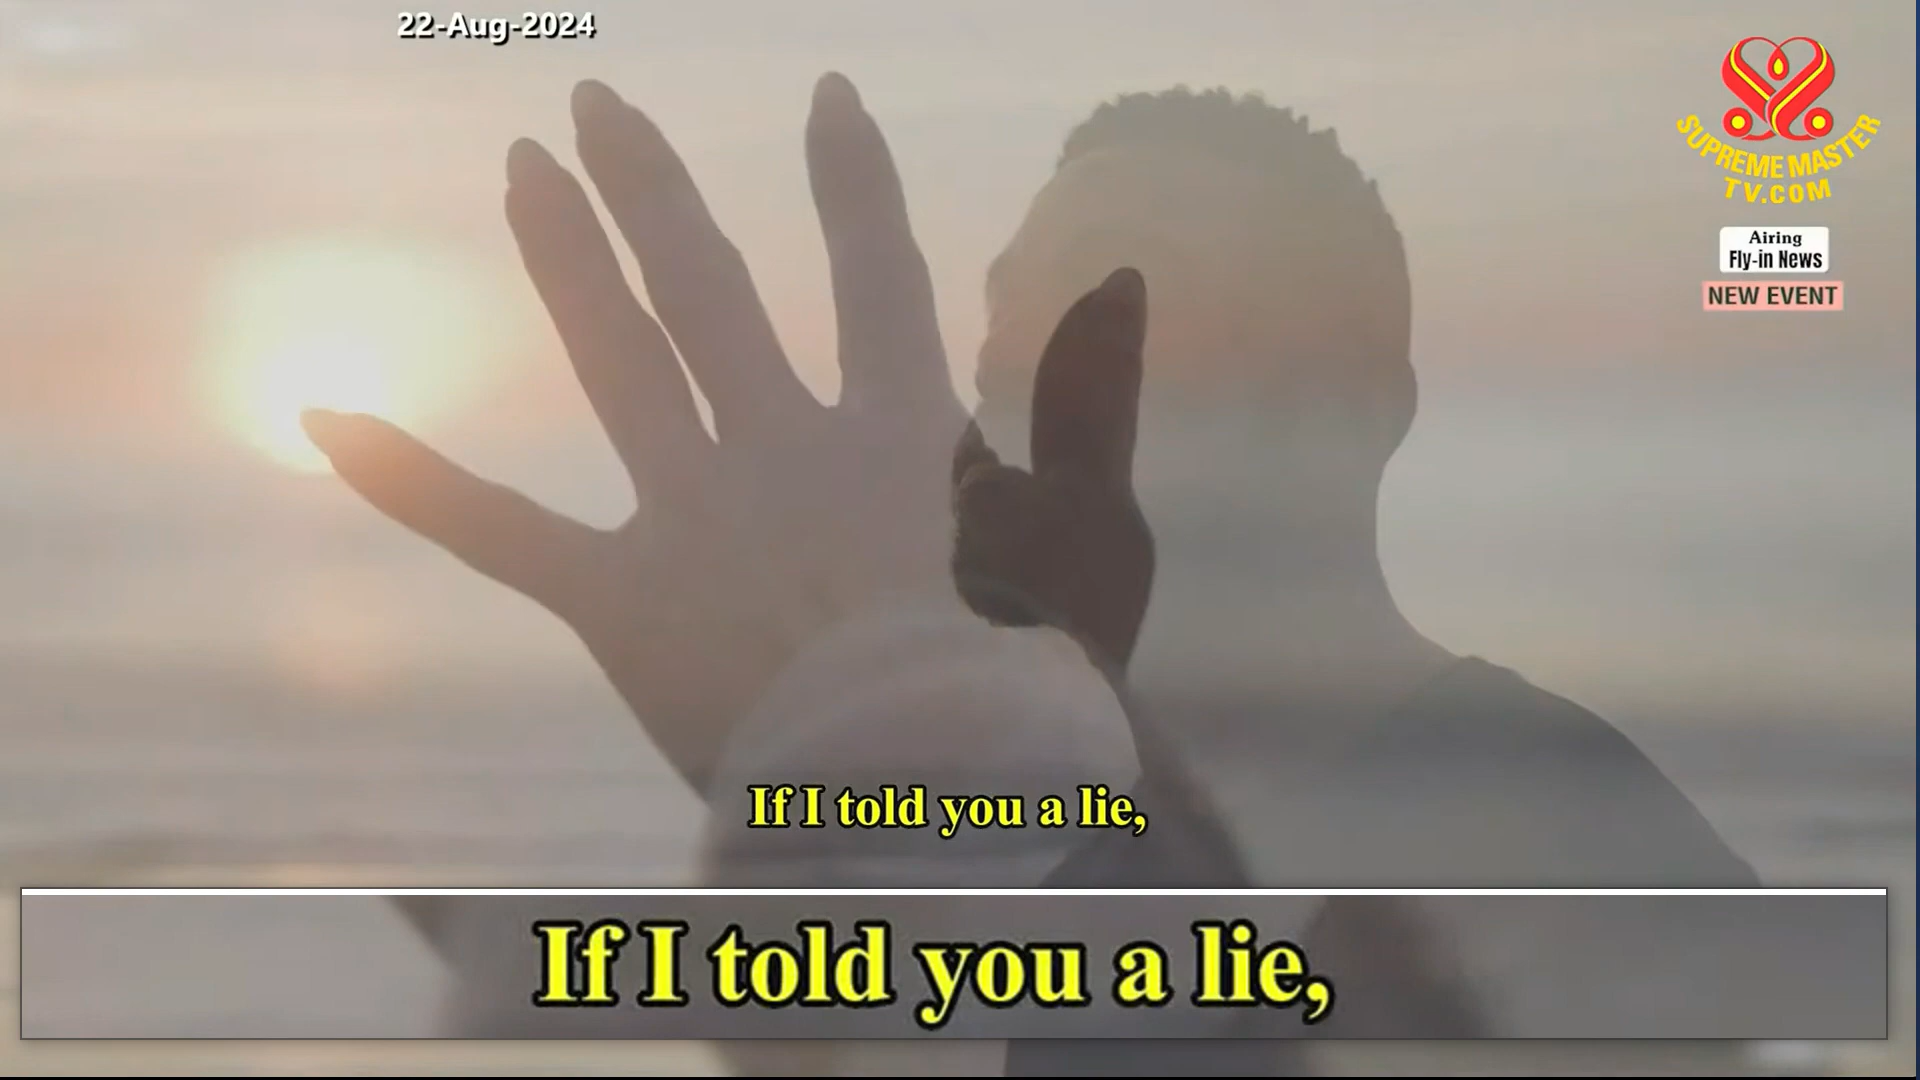 22-Aug-2024
SUPREME MASTER
TV.COM
Airing
Fly-in News
NEW EVENT
If I told you a lie,
If I told you a lie,